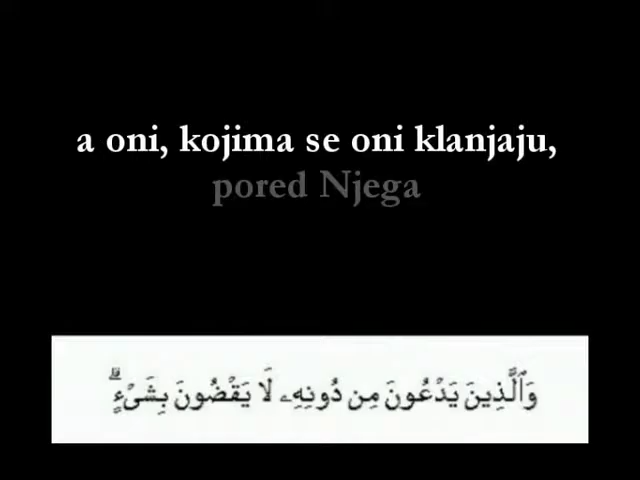 a oni, kojima se oni klanjaju,
pored Njega
وَٱلَّذِينَ يَدْعُونَ مِن دُونِهِۦ لَا يَقْضُونَ بِشَىْءٍ ۗ